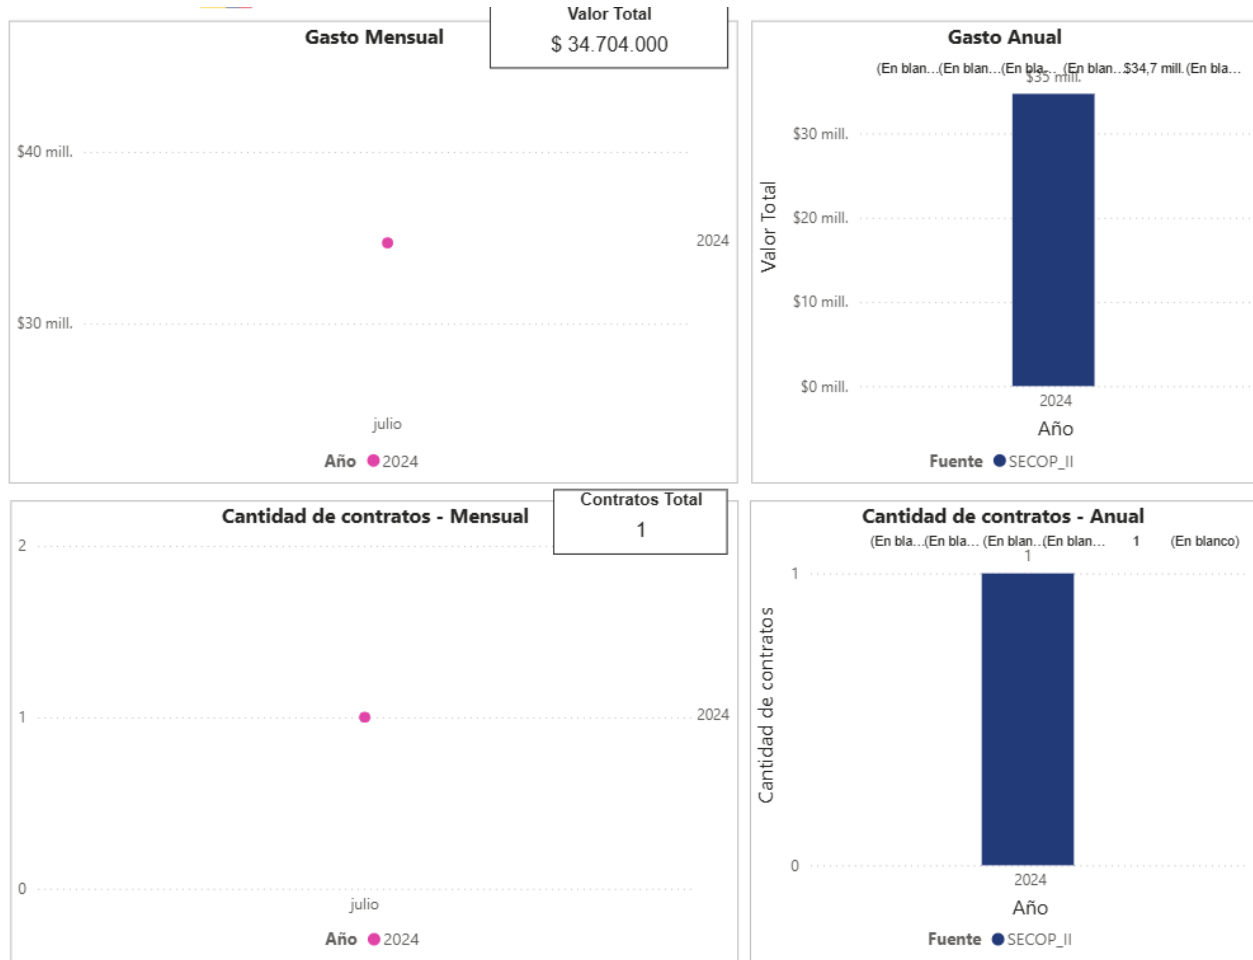 Gasto Mensual
Valor Total
$ 34.704.000
$40 mill.
2024
$30 mill.
julio
Año 2024
Gasto Anual
(En blan... (En blan... (En bla... (En blan... $34,7 mill. (En bla...
$35 mill.
$30 mill.
$20 mill.
$10 mill.
$0 mill.
Valor Total
2024
Año
Fuente SECOP_II
Cantidad de contratos - Mensual
Contratos Total
1
2
1
2024
0
julio
Año 2024
Cantidad de contratos - Anual
(En bla... (En bla... (En blan... (En blan... 1 (En blanco)
1
1
Cantidad de contratos
0
2024
Año
Fuente SECOP_II